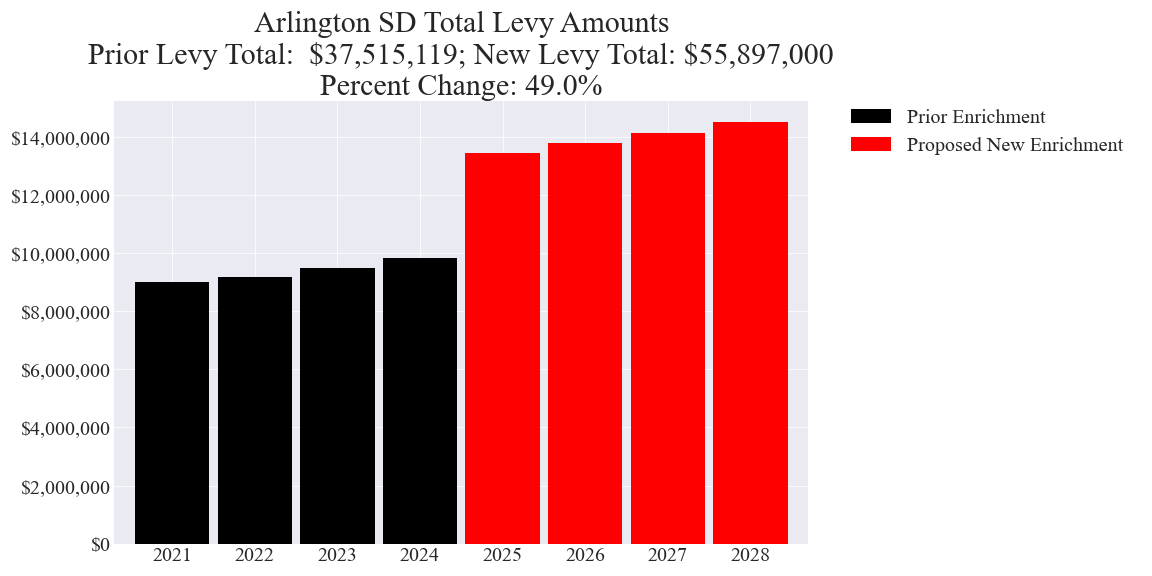 Arlington SD Total Levy Amounts
Prior Levy Total:  $37,515,119; New Levy Total: $55,897,000
Percent Change: 49.0%
Prior Enrichment
Proposed New Enrichment
$14,000,000
$12,000,000
$10,000,000
$8,000,000
$6,000,000
$4,000,000
$2,000,000
$0
2021 2022 2023 2024 2025 2026 2027 2028